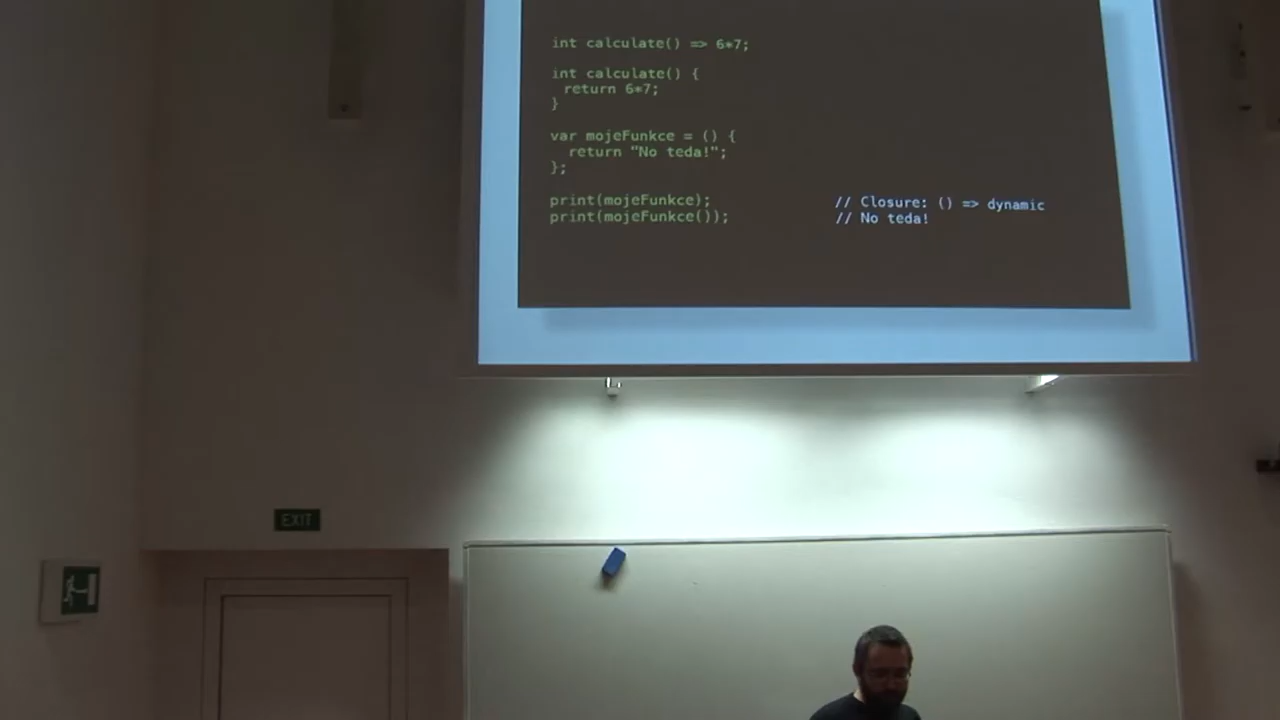 int calculate() => 6*7;
int calculate() {
return 6*7;
}
var mojeFunkce = () {
return "No teda!";
};
print(mojeFunkce); // Closure: () => dynamic
print(mojeFunkce()); // No teda!
EXIT